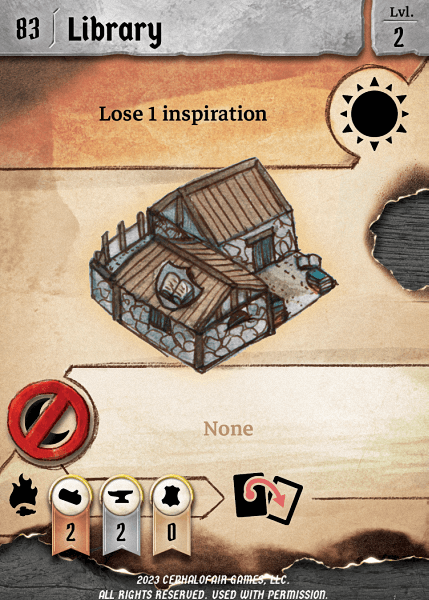 83 Library
Lvl.
2
Lose 1 inspiration
None
2 2 0
2023 CEPHALOFAIR GAMES, LLC.
ALL RIGHTS RESERVED. USED WITH PERMISSION.